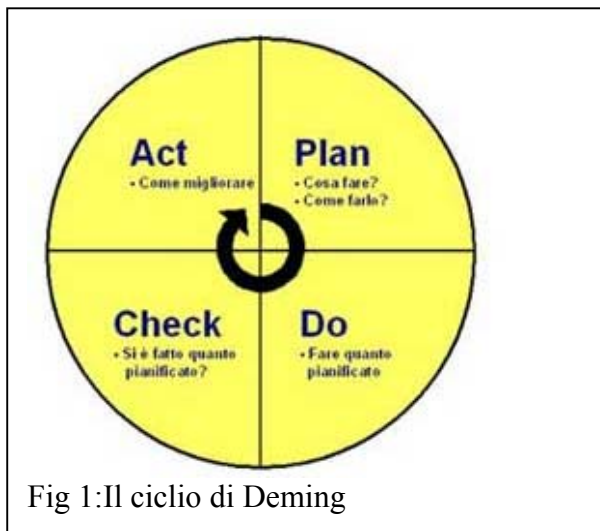 Act
• Come migliorare
Plan
• Cosa fare?
• Come farlo?
Check
• Si è fatto quanto
pianificato?
Do
• Fare quanto
pianificato
Fig 1:Il ciclio di Deming